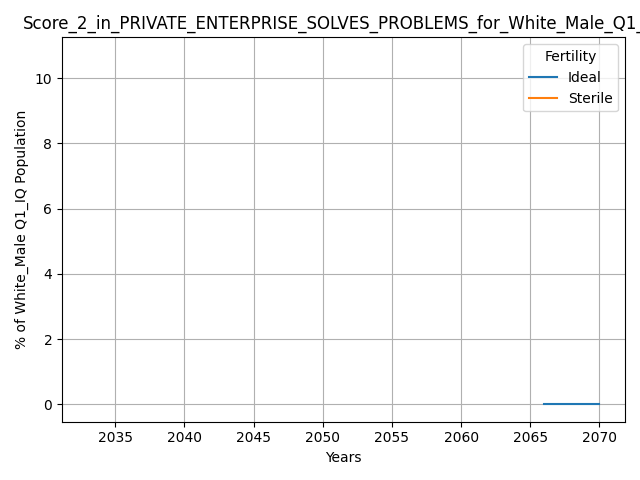 Score_2_in_PRIVATE_ENTERPRISE_SOLVES_PROBLEMS_for_White_Male_Q1_
Fertility
Ideal
Sterile
% of White_Male Q1_IQ Population
10
8
6
4
2
0
2035 2040 2045 2050 2055 2060 2065 2070
Years